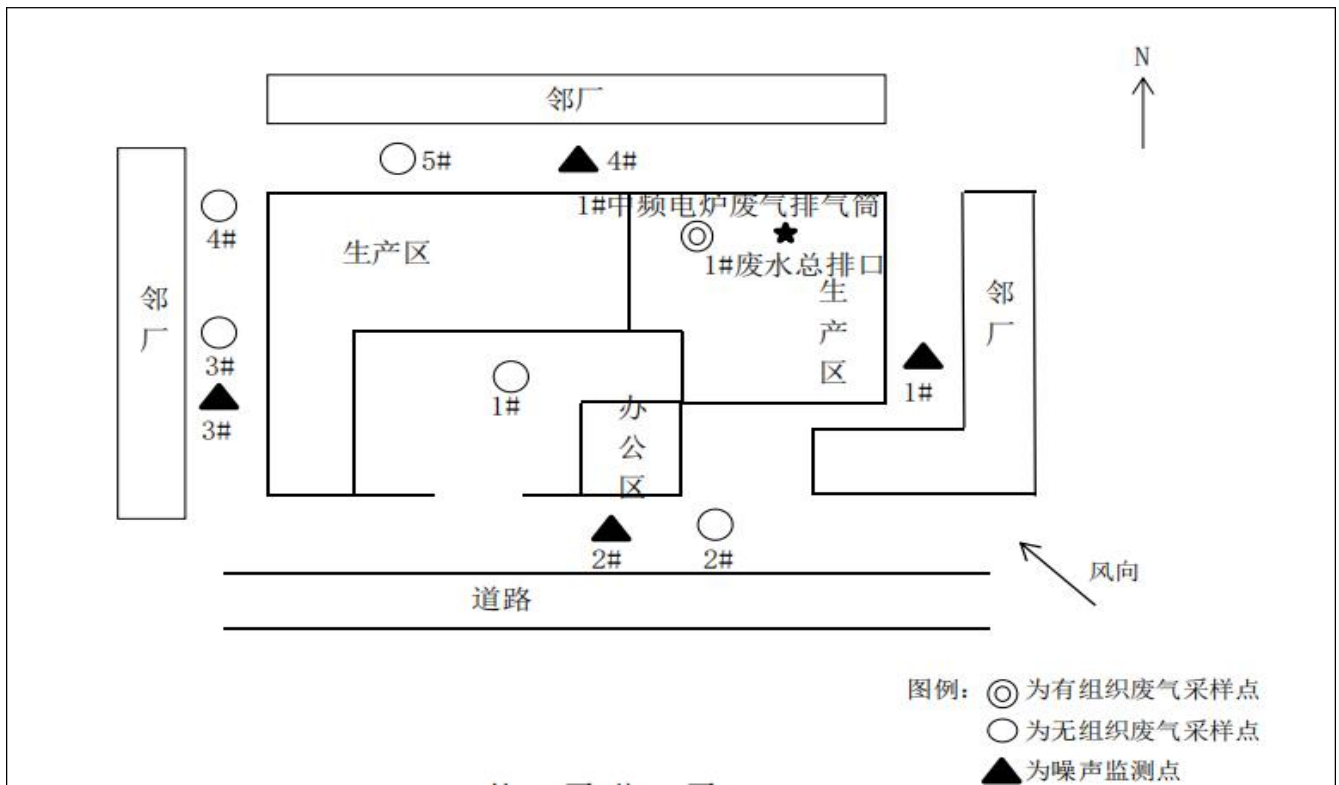 N
邻厂
5#
4#
1#中频电炉废气排气筒
4#
生产区
1#废水总排口
邻厂
生产区
邻厂
3#
1#
1#
3#
办公区
2#
2#
风向
道路
图例：
为有组织废气采样点
为无组织废气采样点
为噪声监测点